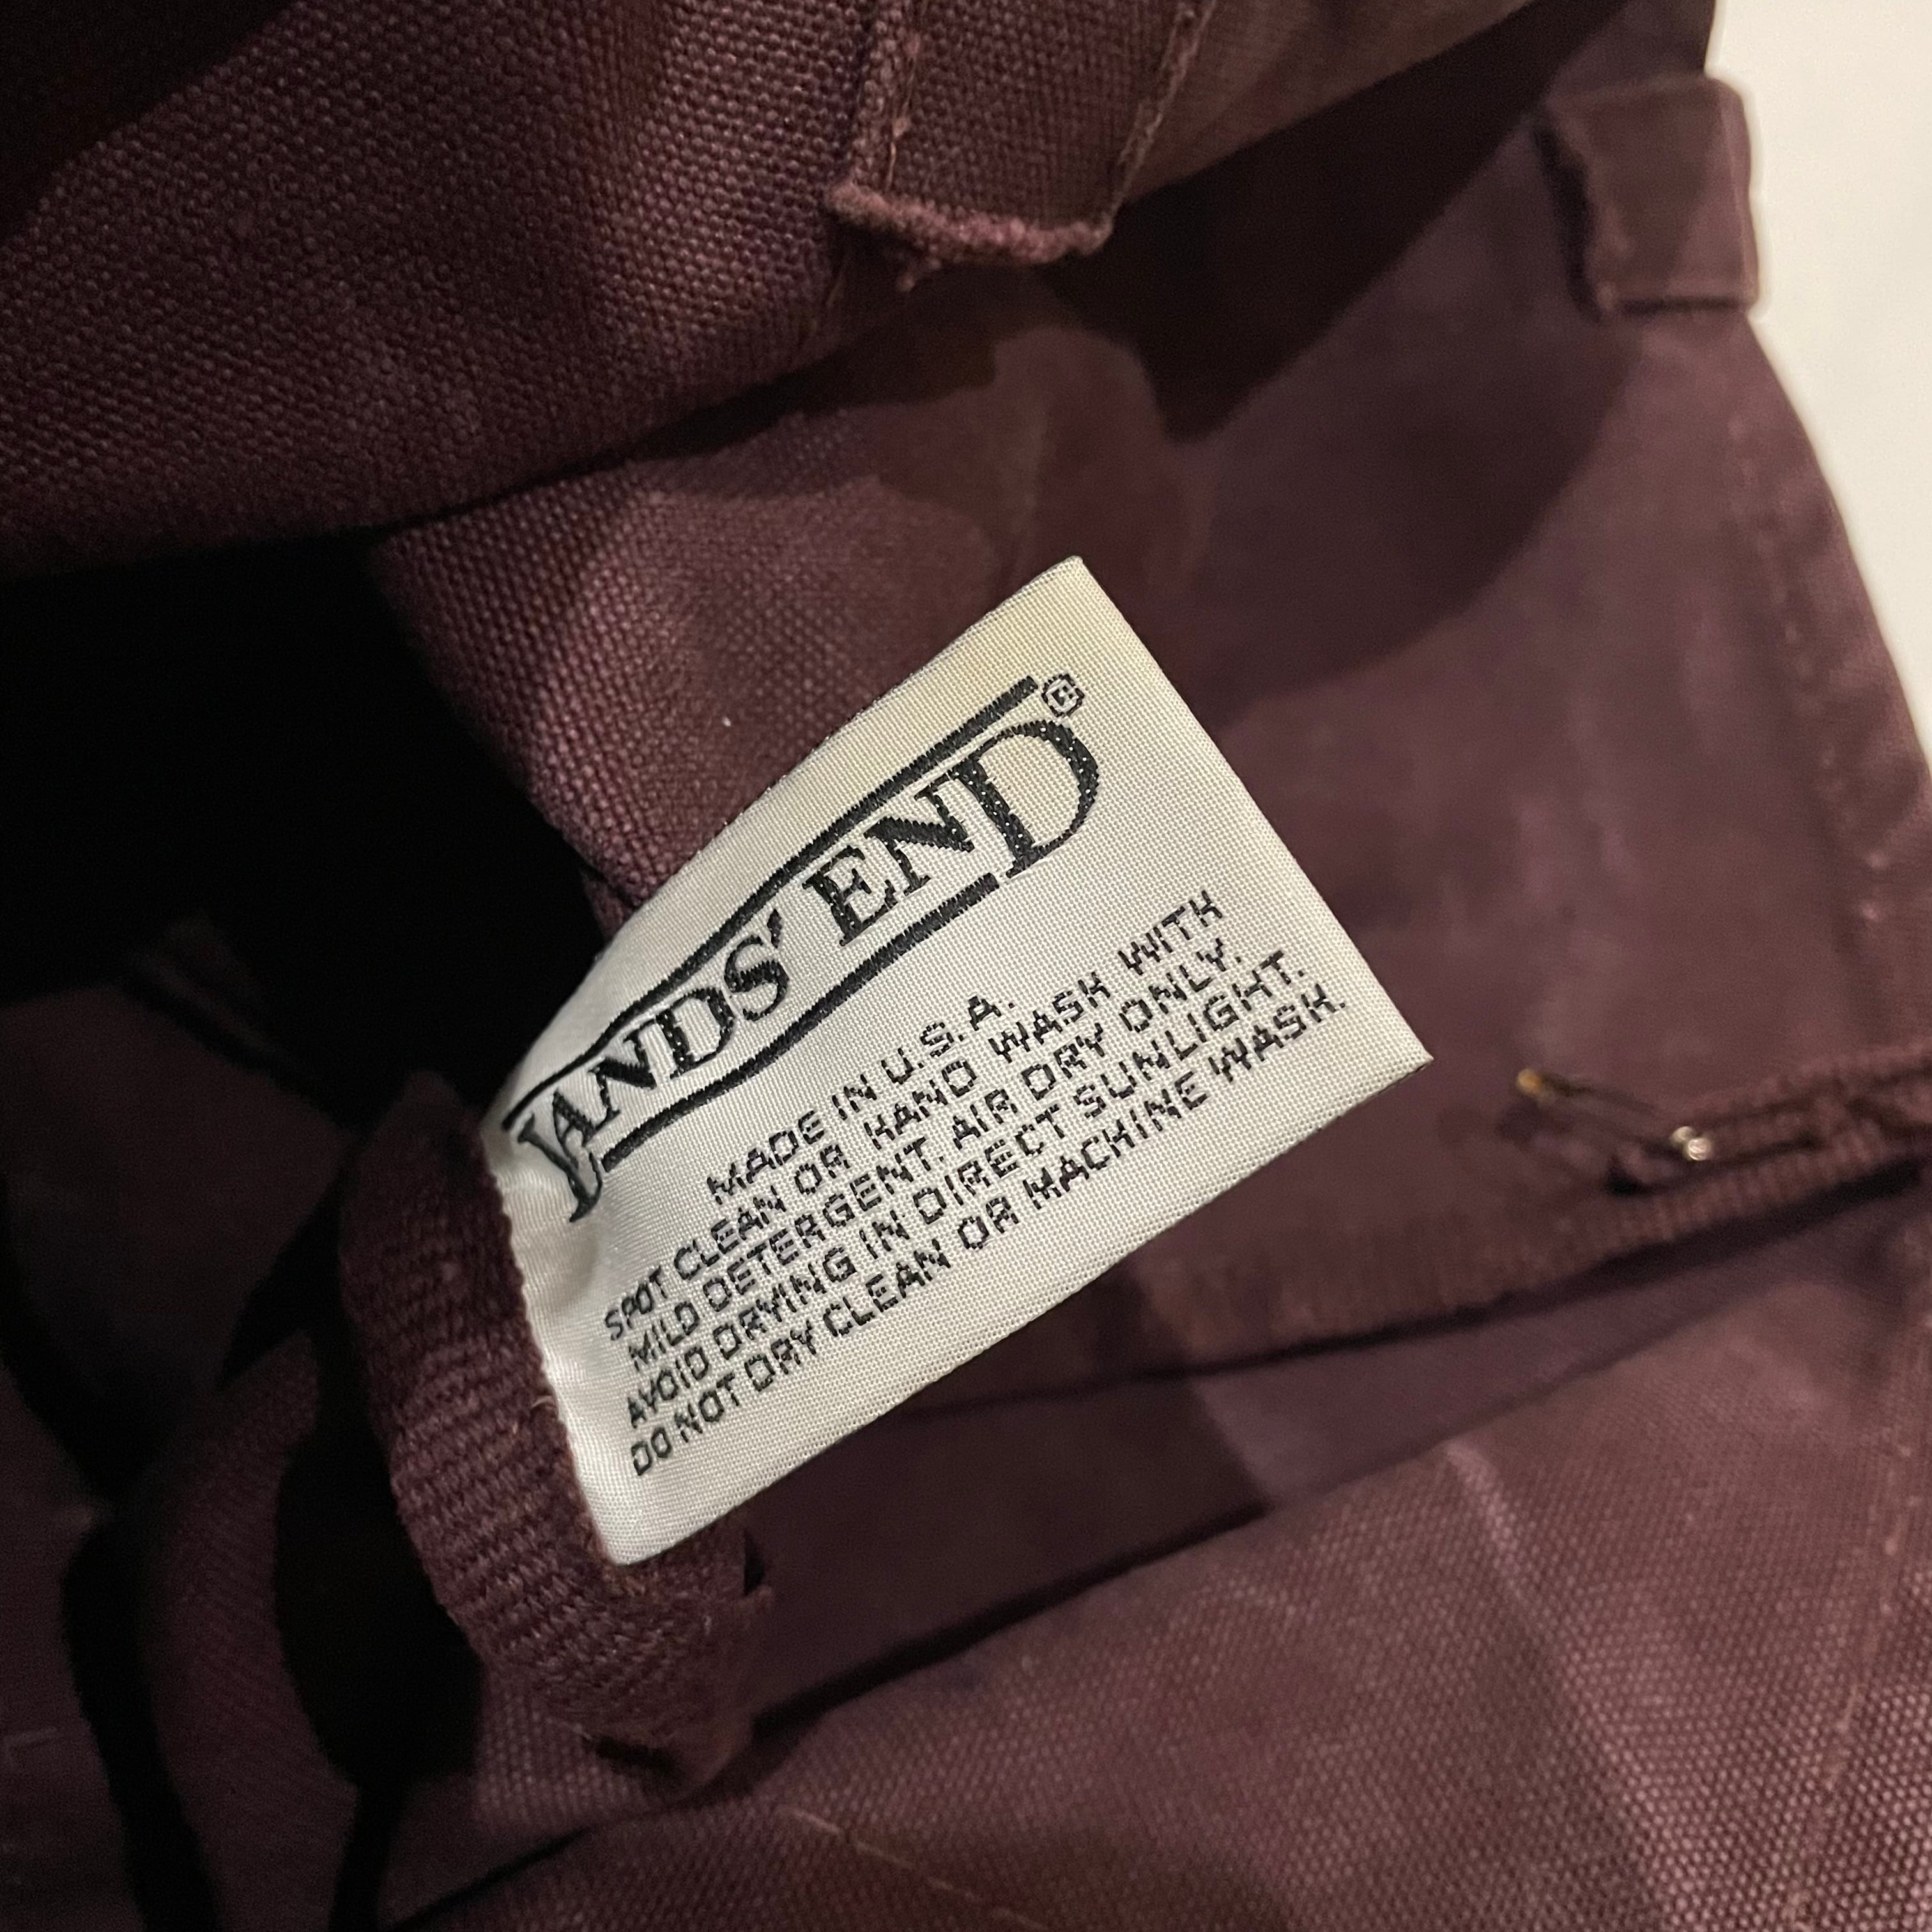 LANDS' END®
MADE IN U.S.A.
SPOT CLEAN OR HAND WASH WITH
MILD DETERGENT. AIR DRY ONLY.
AVOID DRYING IN DIRECT SUNLIGHT.
DO NOT DRY CLEAN OR MACHINE WASH.